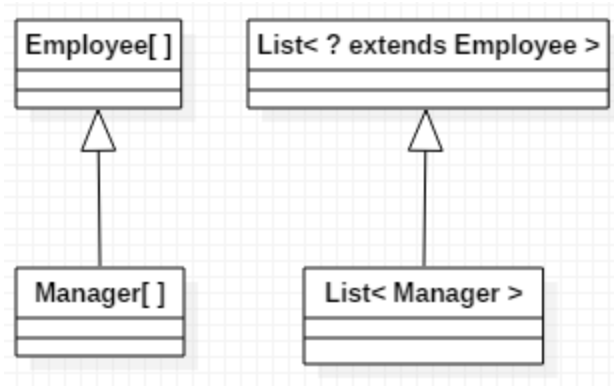 Employee[ ]
List< ? extends Employee >
Manager[ ]
List< Manager >